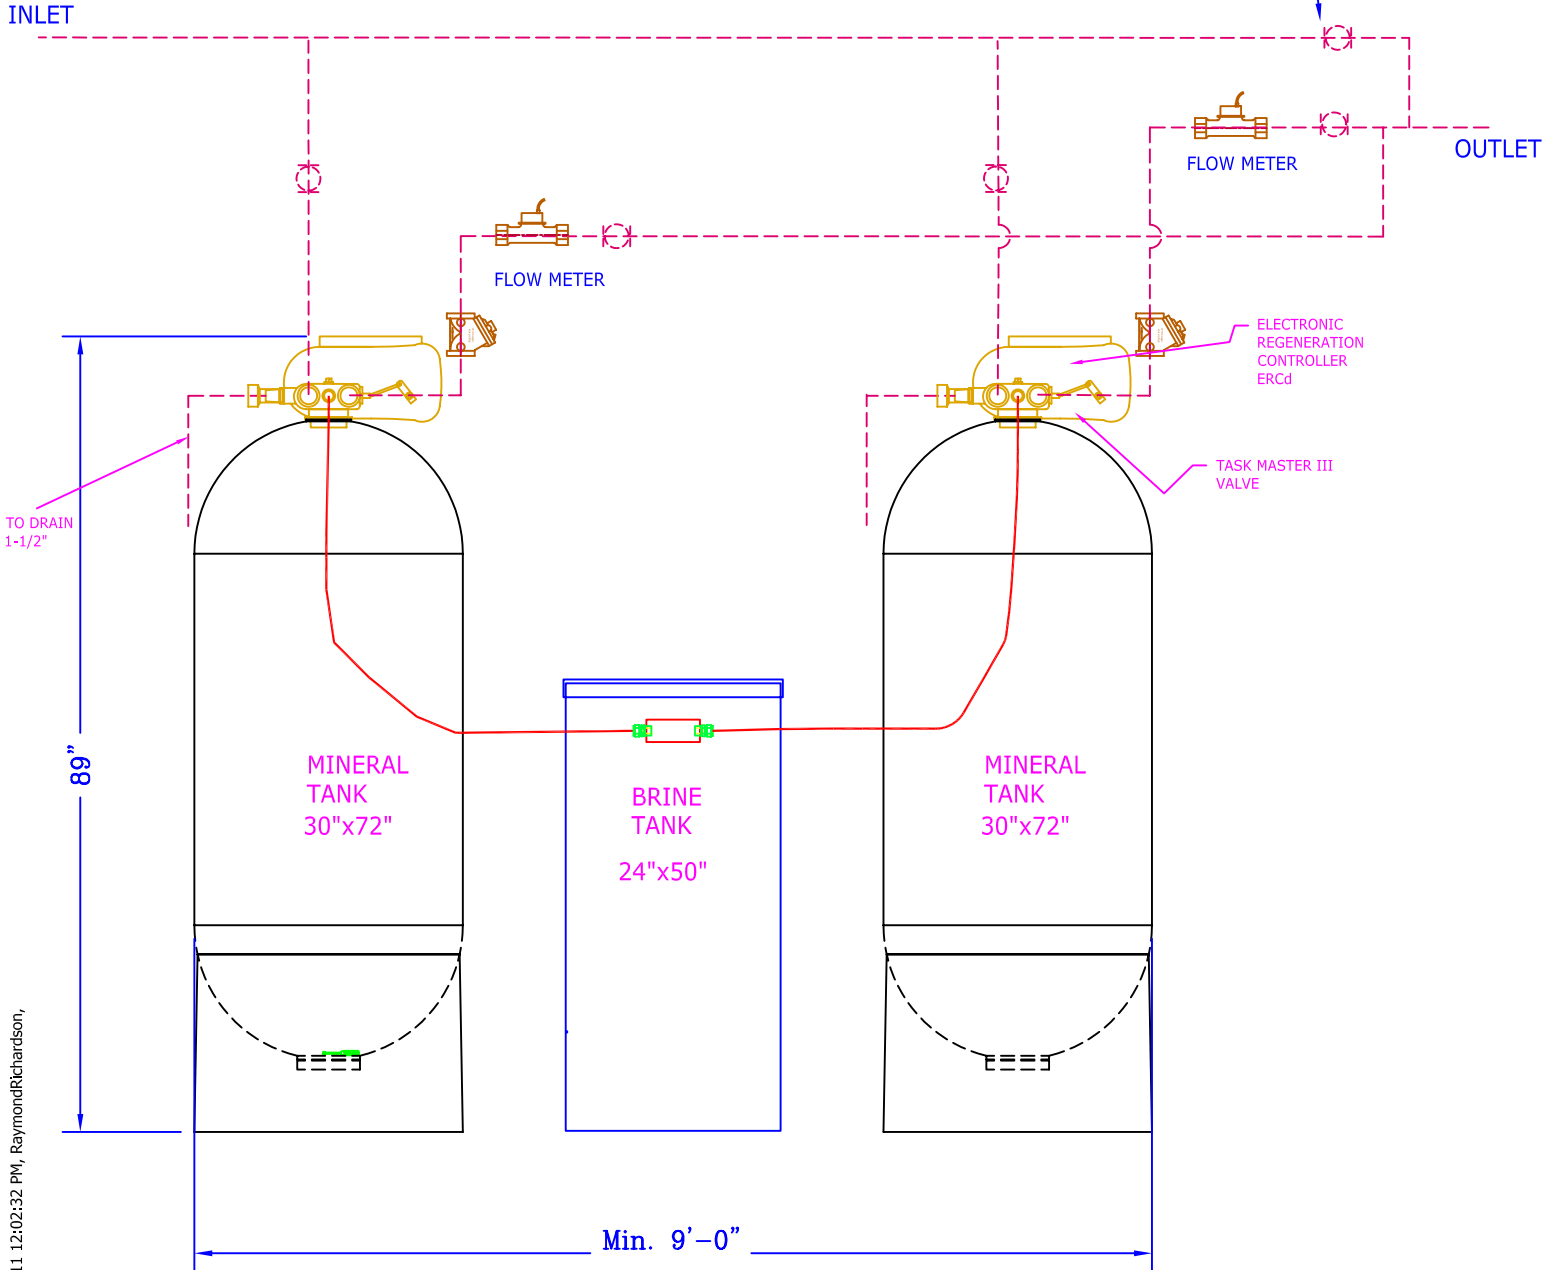 INLET
OUTLET
FLOW METER
FLOW METER
ELECTRONIC
REGENERATION
CONTROLLER
ERCd
TASK MASTER III
VALVE
TO DRAIN
1-1/2"
89"
MINERAL
TANK
30"x72"
BRINE
TANK
24"x50"
MINERAL
TANK
30"x72"
Min. 9'-0"
11 12:02:32 PM, RaymondRichardson,